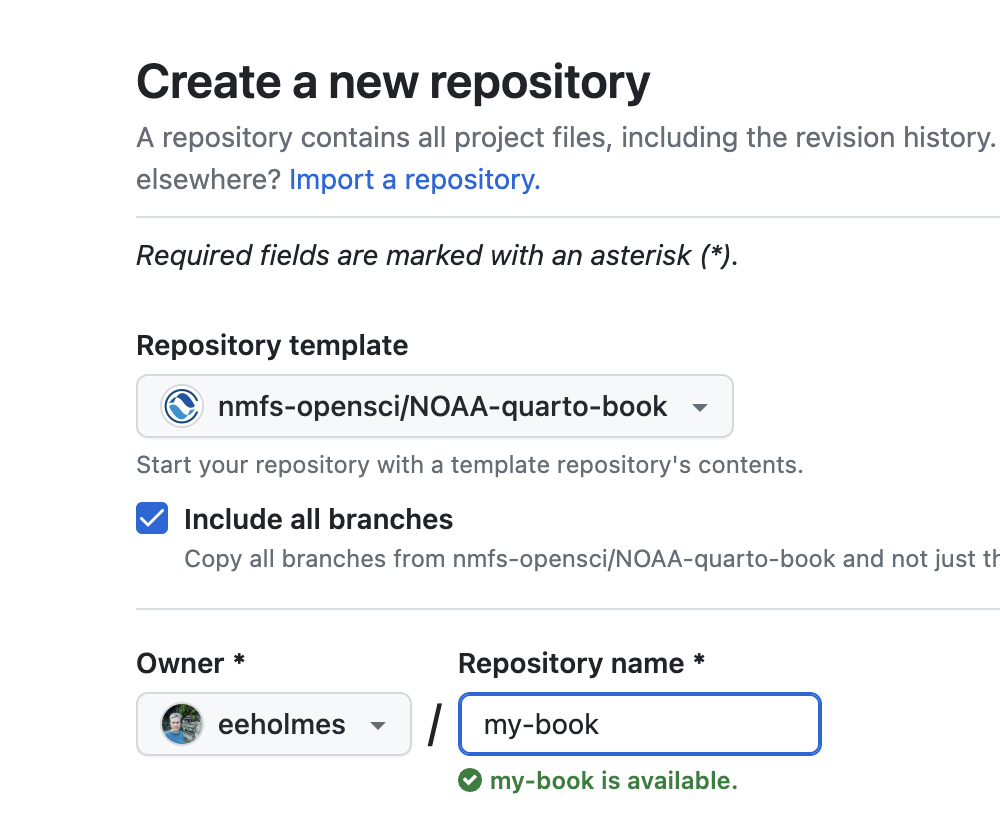 Create a new repository
A repository contains all project files, including the revision history.
elsewhere? Import a repository.
Required fields are marked with an asterisk (*).
Repository template
nmfs-opensci/NOAA-quarto-book
Start your repository with a template repository's contents.
Include all branches
Copy all branches from nmfs-opensci/NOAA-quarto-book and not just th
Owner *
Repository name *
eeholmes
/
my-book
my-book is available.